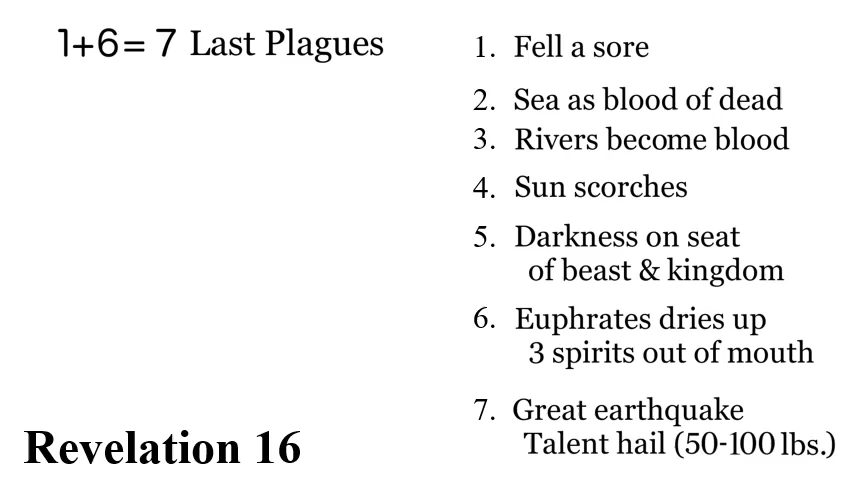 1+6= 7 Last Plagues
1. Fell a sore
2. Sea as blood of dead
3. Rivers become blood
4. Sun scorches
5. Darkness on seat
of beast & kingdom
6. Euphrates dries up
3 spirits out of mouth
7. Great earthquake
Talent hail (50-100 lbs.)
Revelation 16